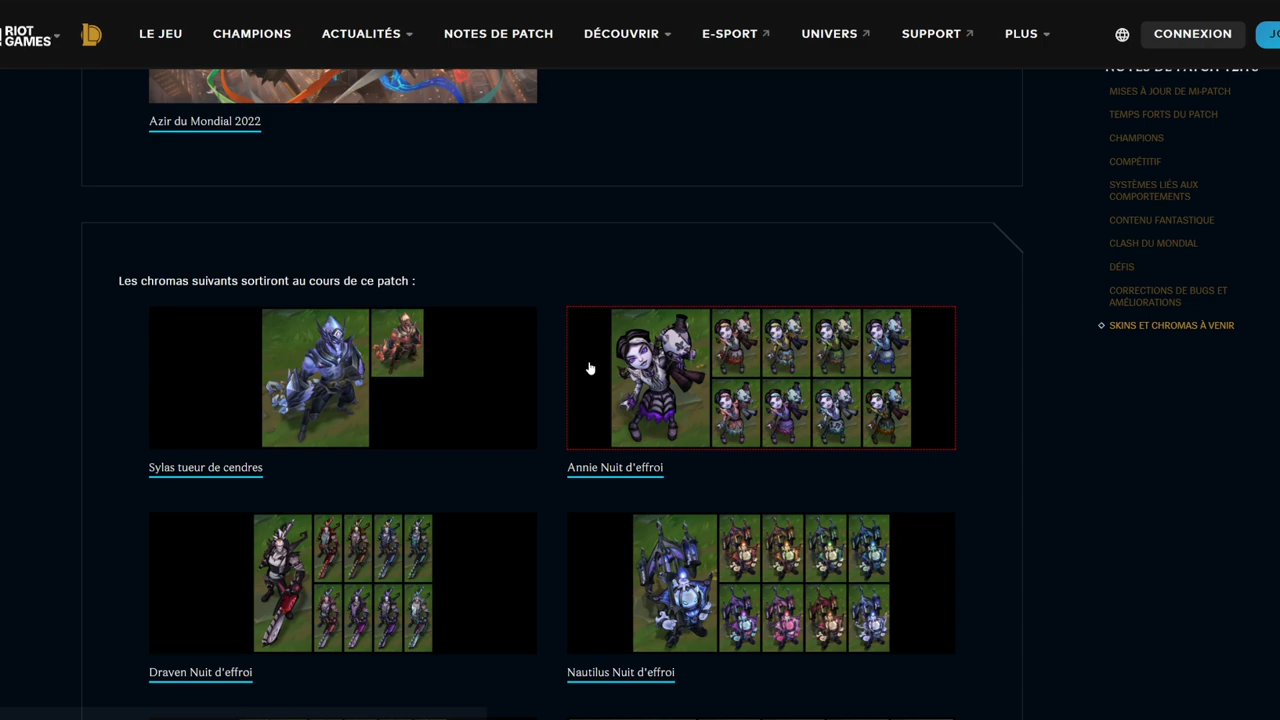 RIOT
GAMES
LE JEU
CHAMPIONS
ACTUALITÉS
NOTES DE PATCH
DÉCOUVRIR
E-SPORT
UNIVERS
SUPPORT
PLUS
CONNEXION
Azir du Mondial 2022
MISES À JOUR DE MI-PATCH
TEMPS FORTS DU PATCH
CHAMPIONS
COMPÉTITIF
SYSTÈMES LIÉS AUX
COMPORTEMENTS
CONTENU FANTASTIQUE
CLASH DU MONDIAL
DÉFIS
CORRECTIONS DE BUGS ET
AMÉLIORATIONS
SKINS ET CHROMAS À VENIR
Les chromas suivants sortiront au cours de ce patch :
Sylas tueur de cendres
Annie Nuit d'effroi
Draven Nuit d'effroi
Nautilus Nuit d'effroi